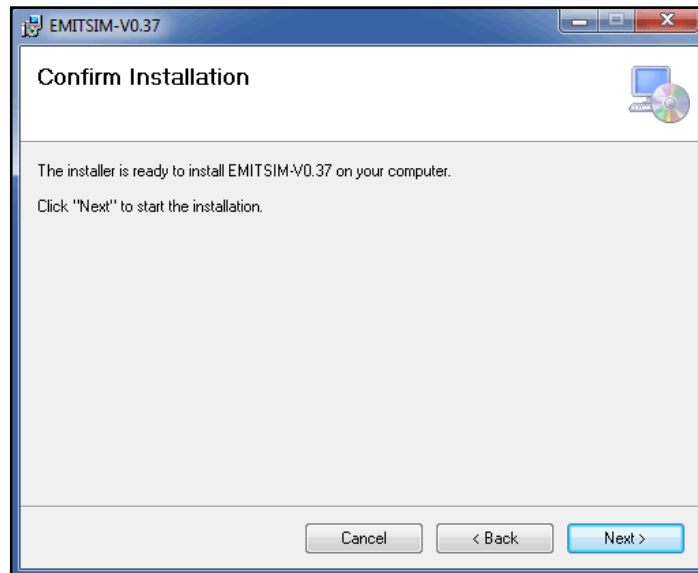 EMITSIM-V0.37
Confirm Installation
The installer is ready to install EMITSIM-V0.37 on your computer.
Click "Next" to start the installation.
Cancel
< Back
Next >